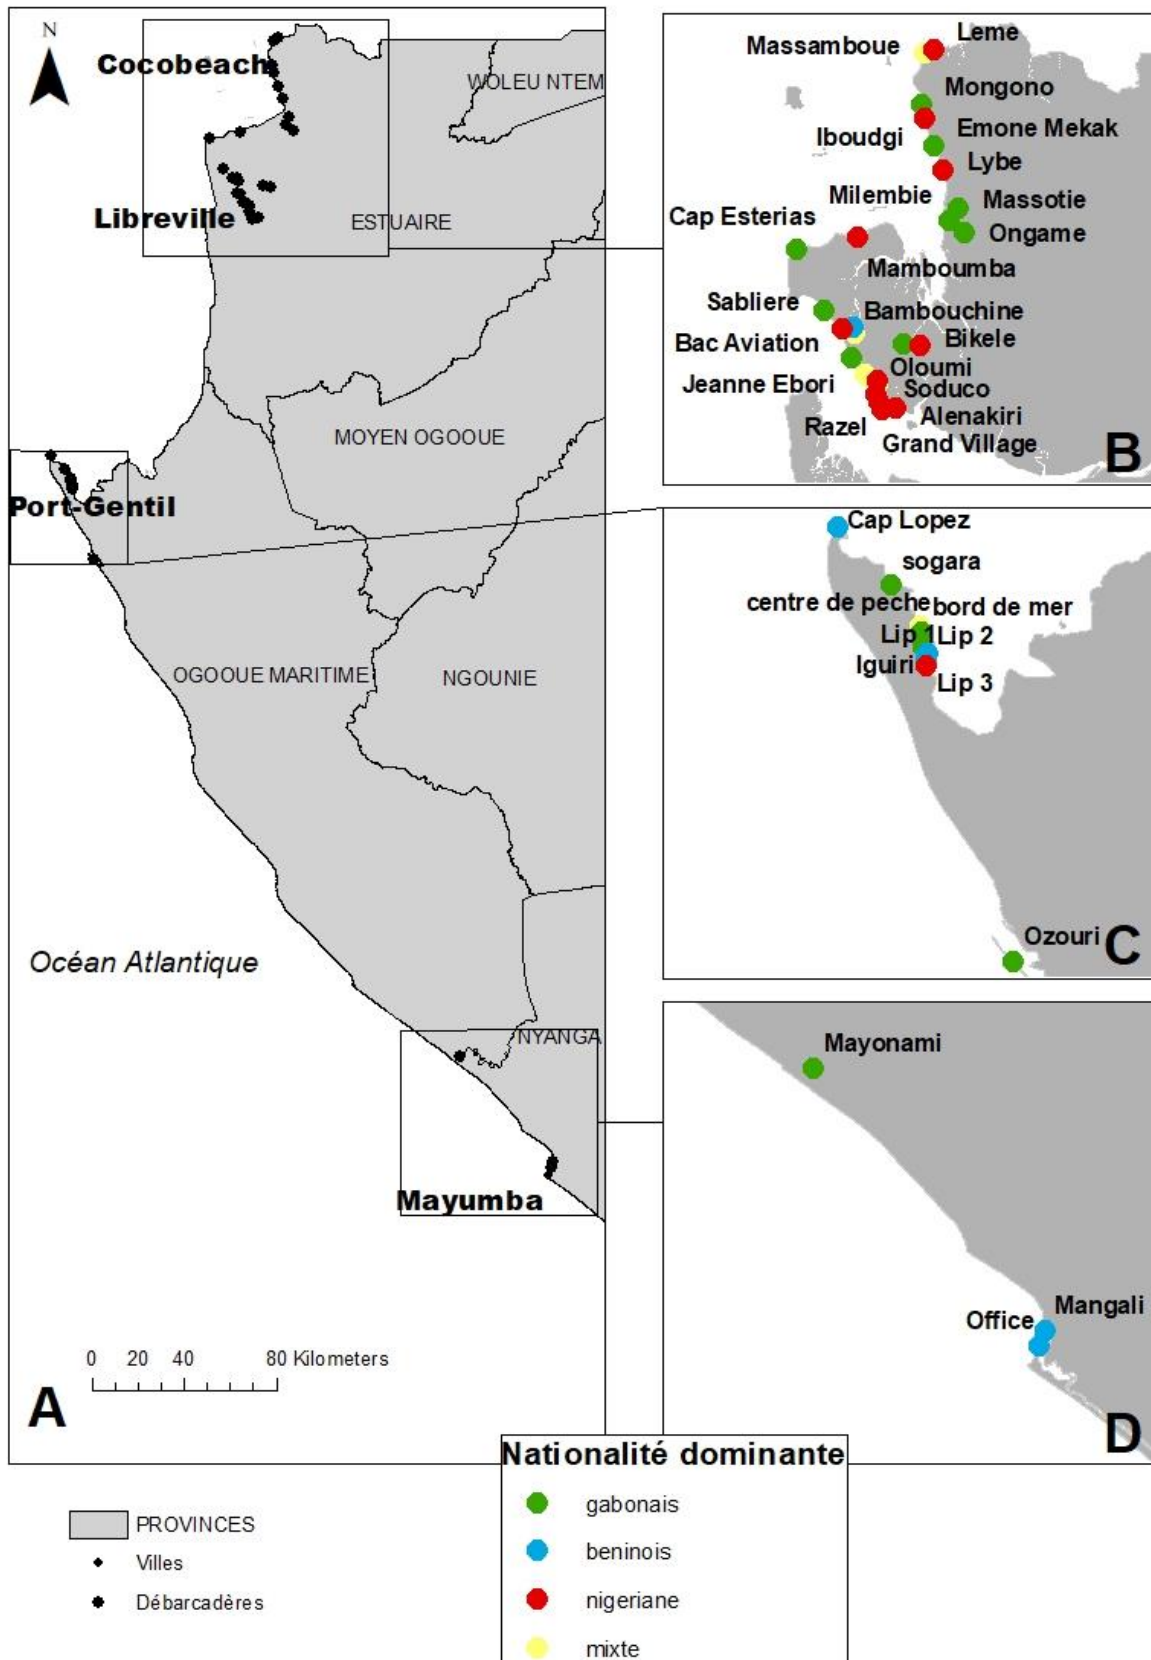 N
Cocobeach
WOLEU NTEM
Libreville
ESTUAIRE
MOYEN OGOOUE
Port-Gentil
OGOOUE MARITIME
NGOUNIE
Océan Atlantique
NYANGA
Mayumba
0 20 40 80 Kilometers
A
Massamboue
Leme
Mongono
Iboudgi
Emone Mekak
Lybe
Milembie
Massotie
Cap Esterias
Ongame
Mamboumba
Sabliere
Bambouchine
Bac Aviation
Bikele
Oloumi
Jeanne Ebori
Soduco
Razel
Alenakiri
Grand Village
B
Cap Lopez
sogara
centre de peche
bord de mer
Lip 1
Lip 2
Iguiri
Lip 3
Ozouri
C
Mayonami
Office
Mangali
D
PROVINCES
Villes
Débarcadères
Nationalité dominante
gabonais
beninois
nigeriane
mixte